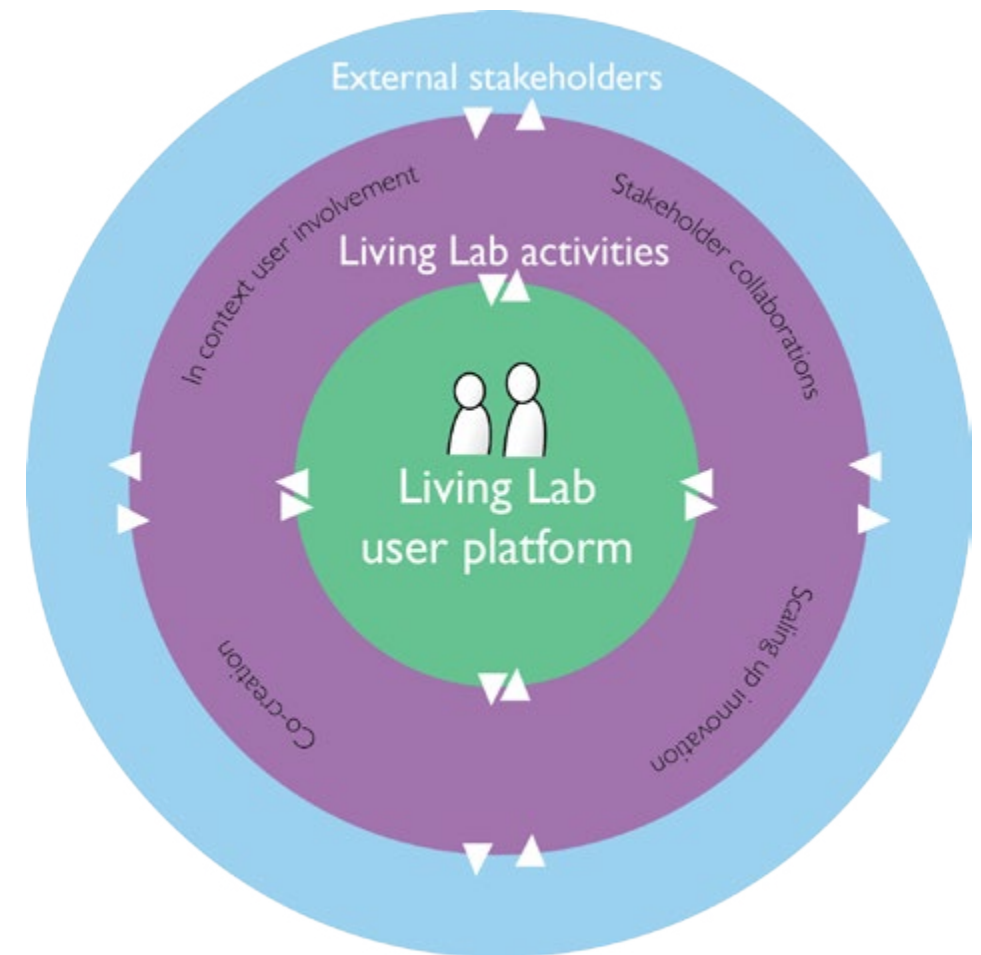 External stakeholders
In context user involvement
Stakeholder collaborations
Living Lab activities
Living Lab
user platform
Co-creation
Scaling up innovation